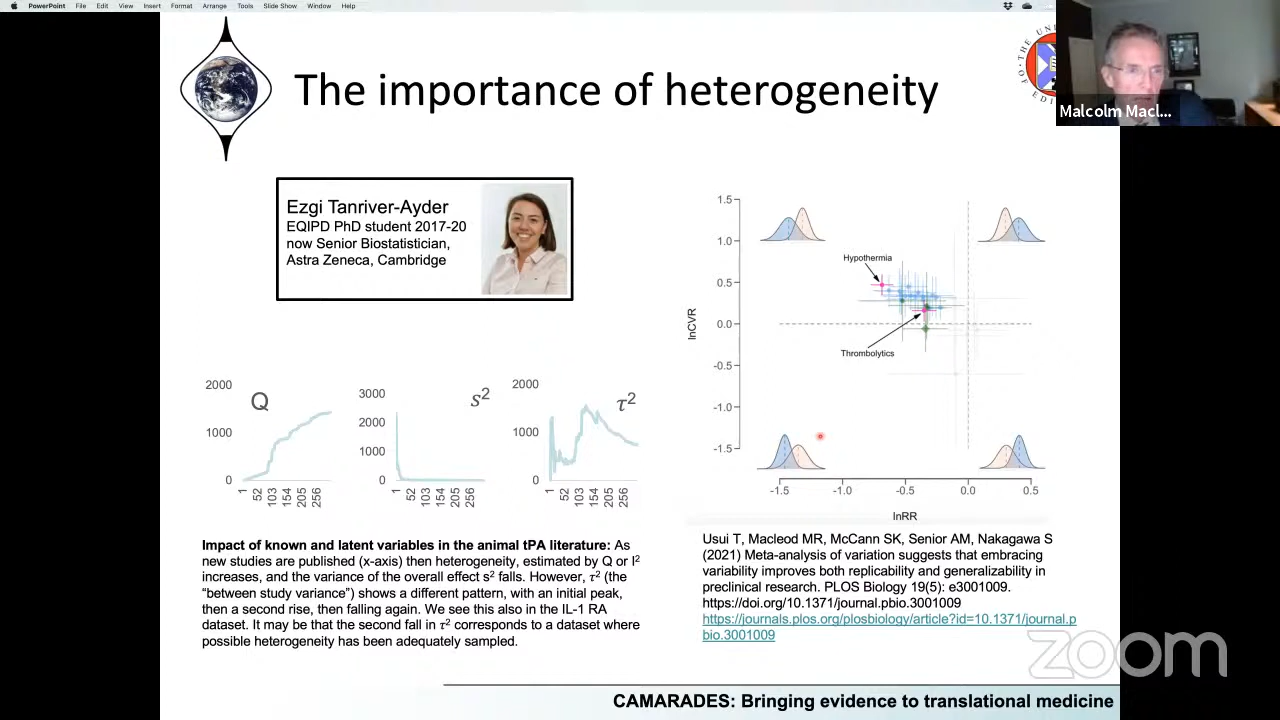 PowerPoint File Edit View Insert Format Arrange Tools Slide Show Window Help
The importance of heterogeneity
Malcolm Macl...
Ezgi Tanriver-Ayder
EQIPD PhD student 2017-20
now Senior Biostatistician,
Astra Zeneca, Cambridge
2000
1000
0
Q
1 52 103 154 205 256
3000
2000
1000
0
s²
1 52 103 154 205 256
2000
1000
0
τ²
1 52 103 154 205 256
Impact of known and latent variables in the animal tPA literature: As
new studies are published (x-axis) then heterogeneity, estimated by Q or I²
increases, and the variance of the overall effect s² falls. However, τ² (the
“between study variance”) shows a different pattern, with an initial peak,
then a second rise, then falling again. We see this also in the IL-1 RA
dataset. It may be that the second fall in τ² corresponds to a dataset where
possible heterogeneity has been adequately sampled.
1.5
1.0
0.5
0.0
-0.5
-1.0
-1.5
lnCVR
Hypothermia
Thrombolytics
-1.5 -1.0 -0.5 0.0 0.5
lnRR
Usui T, Macleod MR, McCann SK, Senior AM, Nakagawa S
(2021) Meta-analysis of variation suggests that embracing
variability improves both replicability and generalizability in
preclinical research. PLOS Biology 19(5): e3001009.
https://doi.org/10.1371/journal.pbio.3001009
https://journals.plos.org/plosbiology/article?id=10.1371/journal.p
bio.3001009
zoom
CAMARADES: Bringing evidence to translational medicine